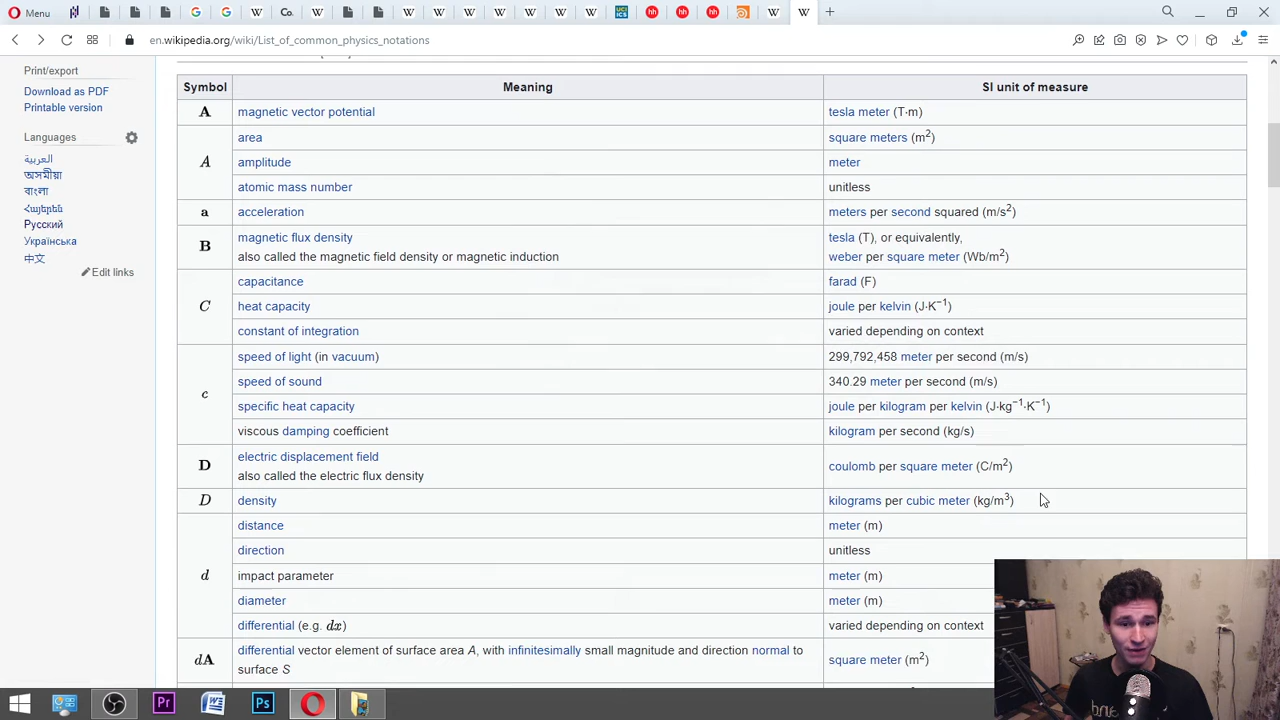 Menu
Co.
UCI
ICS
hh
hh
hh
en.wikipedia.org/wiki/List_of_common_physics_notations
Print/export
Download as PDF
Printable version
Languages
العربية
অসমীয়া
বাংলা
Հայերեն
Русский
Українська
中文
Edit links
Symbol Meaning SI unit of measure
A magnetic vector potential tesla meter (T·m)
area square meters (m²)
A amplitude meter
atomic mass number unitless
a acceleration meters per second squared (m/s²)
B magnetic flux density tesla (T), or equivalently,
also called the magnetic field density or magnetic induction weber per square meter (Wb/m²)
capacitance farad (F)
C heat capacity joule per kelvin (J·K⁻¹)
constant of integration varied depending on context
speed of light (in vacuum) 299,792,458 meter per second (m/s)
speed of sound 340.29 meter per second (m/s)
c specific heat capacity joule per kilogram per kelvin (J·kg⁻¹·K⁻¹)
viscous damping coefficient kilogram per second (kg/s)
D electric displacement field coulomb per square meter (C/m²)
also called the electric flux density
D density kilograms per cubic meter (kg/m³)
distance meter (m)
direction unitless
d impact parameter meter (m)
diameter meter (m)
differential (e.g. dx) varied depending on context
dA differential vector element of surface area A, with infinitesimally small magnitude and direction normal to square meter (m²)
surface S
Pr
W
Ps